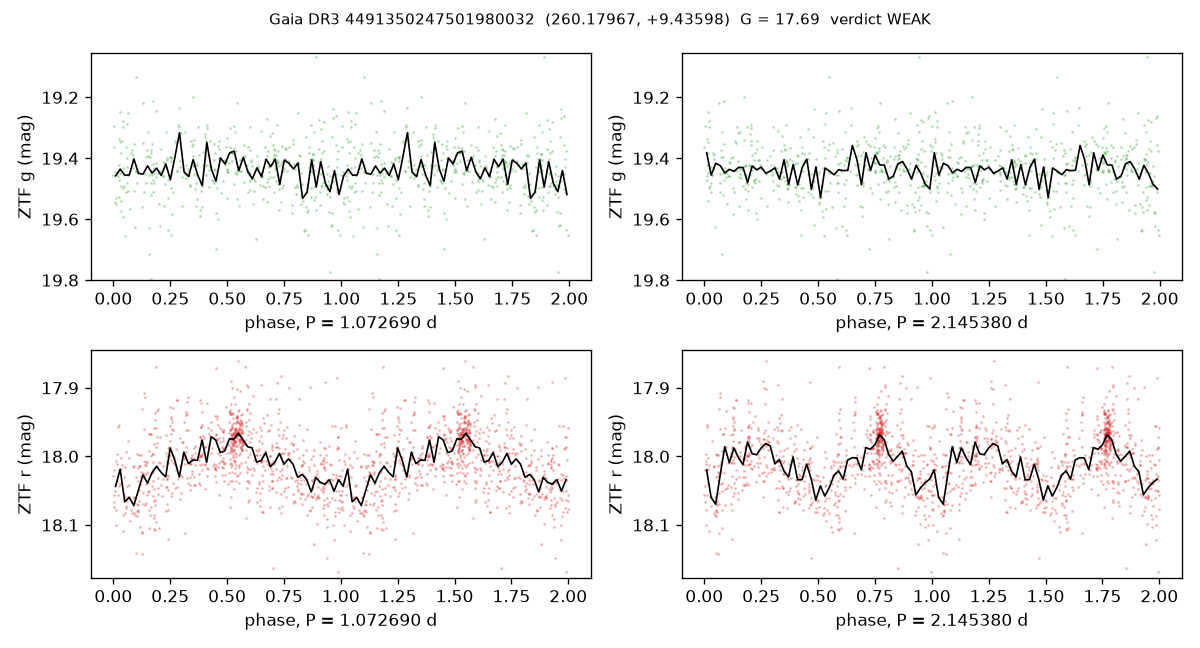 Gaia DR3 4491350247501980032 (260.17967, +9.43598) G = 17.69 verdict WEAK
ZTF g (mag)
19.2
19.4
19.6
19.8
0.00 0.25 0.50 0.75 1.00 1.25 1.50 1.75 2.00
phase, P = 1.072690 d
ZTF g (mag)
19.2
19.4
19.6
19.8
0.00 0.25 0.50 0.75 1.00 1.25 1.50 1.75 2.00
phase, P = 2.145380 d
ZTF r (mag)
17.9
18.0
18.1
0.00 0.25 0.50 0.75 1.00 1.25 1.50 1.75 2.00
phase, P = 1.072690 d
ZTF r (mag)
17.9
18.0
18.1
0.00 0.25 0.50 0.75 1.00 1.25 1.50 1.75 2.00
phase, P = 2.145380 d